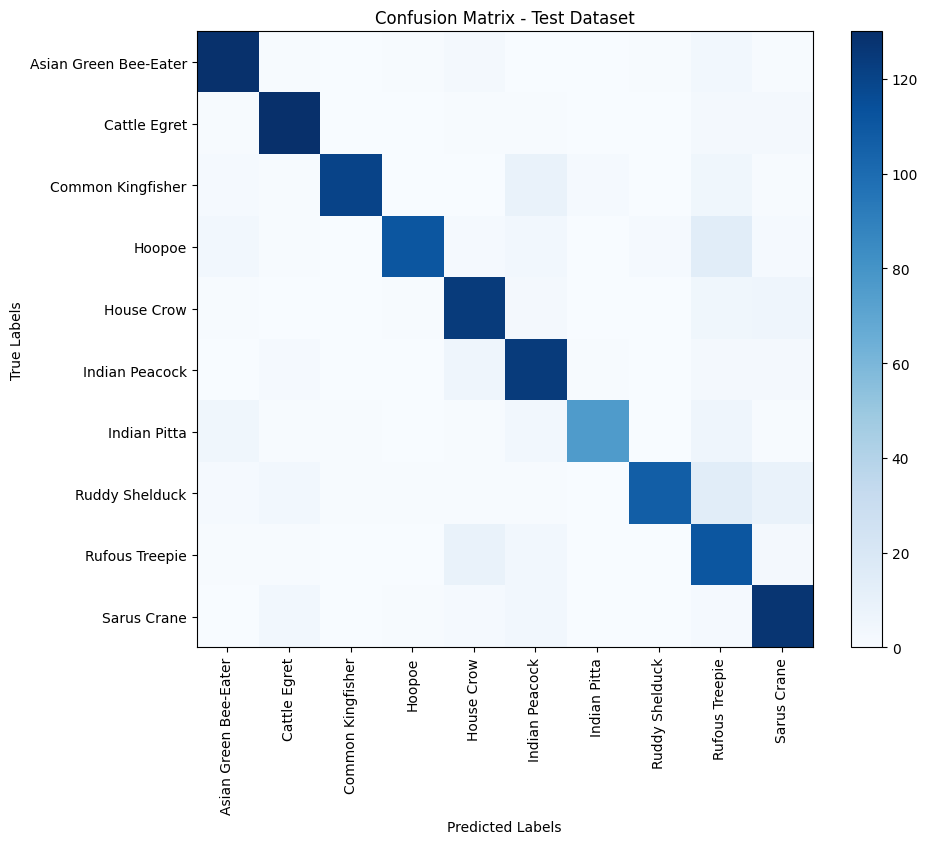 Confusion Matrix - Test Dataset
True Labels
Asian Green Bee-Eater
Cattle Egret
Common Kingfisher
Hoopoe
House Crow
Indian Peacock
Indian Pitta
Ruddy Shelduck
Rufous Treepie
Sarus Crane
Asian Green Bee-Eater
Cattle Egret
Common Kingfisher
Hoopoe
House Crow
Indian Peacock
Indian Pitta
Ruddy Shelduck
Rufous Treepie
Sarus Crane
Predicted Labels
120
100
80
60
40
20
0